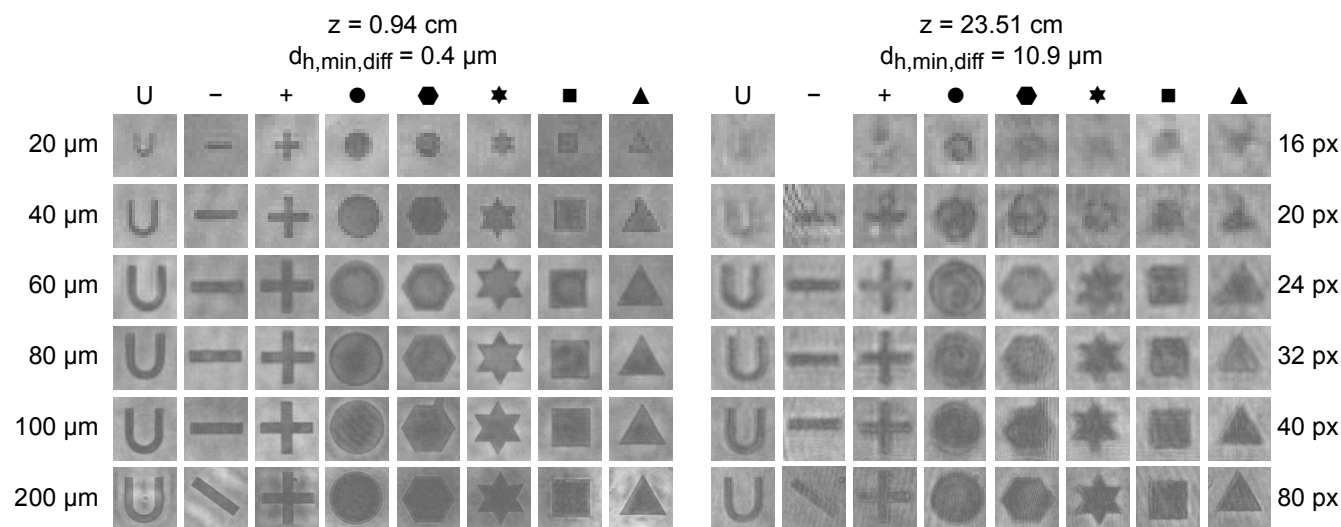 z = 0.94 cm z = 23.51 cm
dh,min,diff = 0.4 µm dh,min,diff = 10.9 µm
U − + ● ⬢ ✶ ■ ▲ U − + ● ⬢ ✶ ■ ▲
20 µm 16 px
40 µm 20 px
60 µm 24 px
80 µm 32 px
100 µm 40 px
200 µm 80 px